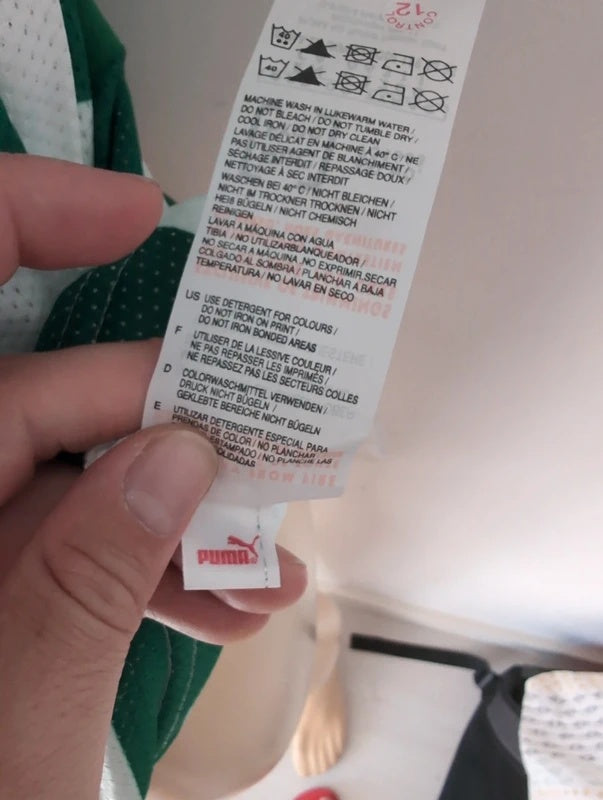 CONTROL
12
40
40
MACHINE WASH IN LUKEWARM WATER /
DO NOT BLEACH / DO NOT TUMBLE DRY /
COOL IRON / DO NOT DRY CLEAN
LAVAGE DÉLICAT EN MACHINE À 40° C / NE
PAS UTILISER AGENT DE BLANCHIMENT /
SÉCHAGE INTERDIT / REPASSAGE DOUX /
NETTOYAGE À SEC INTERDIT
WASCHEN BEI 40° C / NICHT BLEICHEN /
NICHT IM TROCKNER TROCKNEN / NICHT
HEIß BÜGELN / NICHT CHEMISCH
REINIGEN
LAVAR A MÁQUINA CON AGUA
TIBIA / NO UTILIZARBLANQUEADOR /
NO SECAR A MÁQUINA ,NO EXPRIMIR.SECAR
COLGADO AL SOMBRA / PLANCHAR A BAJA
TEMPERATURA / NO LAVAR EN SECO
US USE DETERGENT FOR COLOURS /
DO NOT IRON ON PRINT /
DO NOT IRON BONDED AREAS
F UTILISER DE LA LESSIVE COULEUR /
NE PAS REPASSER LES IMPRIMÉS /
NE REPASSEZ PAS LES SECTEURS COLLES
D COLORWASCHMITTEL VERWENDEN /
DRUCK NICHT BÜGELN /
GEKLEBTE BEREICHE NICHT BÜGELN
E UTILIZAR DETERGENTE ESPECIAL PARA
PRENDAS DE COLOR / NO PLANCHAR
ESTAMPADO / NO PLANCHE LAS
PUMA